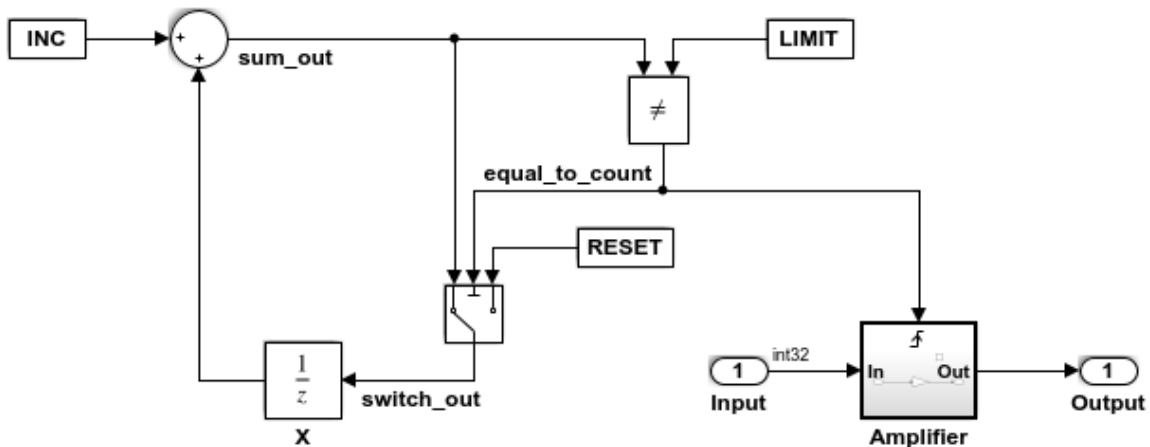 INC
+
+
sum_out
LIMIT
≠
equal_to_count
RESET
1
z
X
switch_out
1
Input
int32
In
Out
Amplifier
1
Output